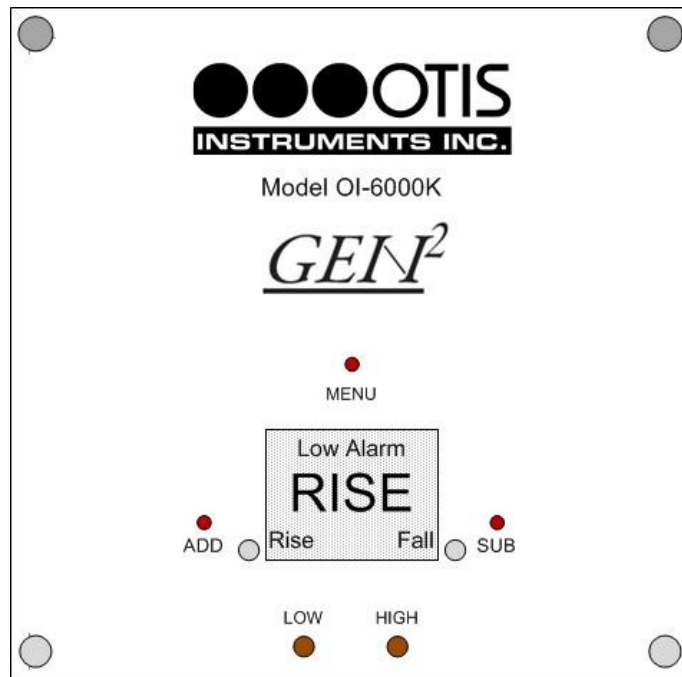 OTIS
INSTRUMENTS INC.
Model OI-6000K
GEN²
MENU
Low Alarm
RISE
Rise Fall
ADD SUB
LOW HIGH